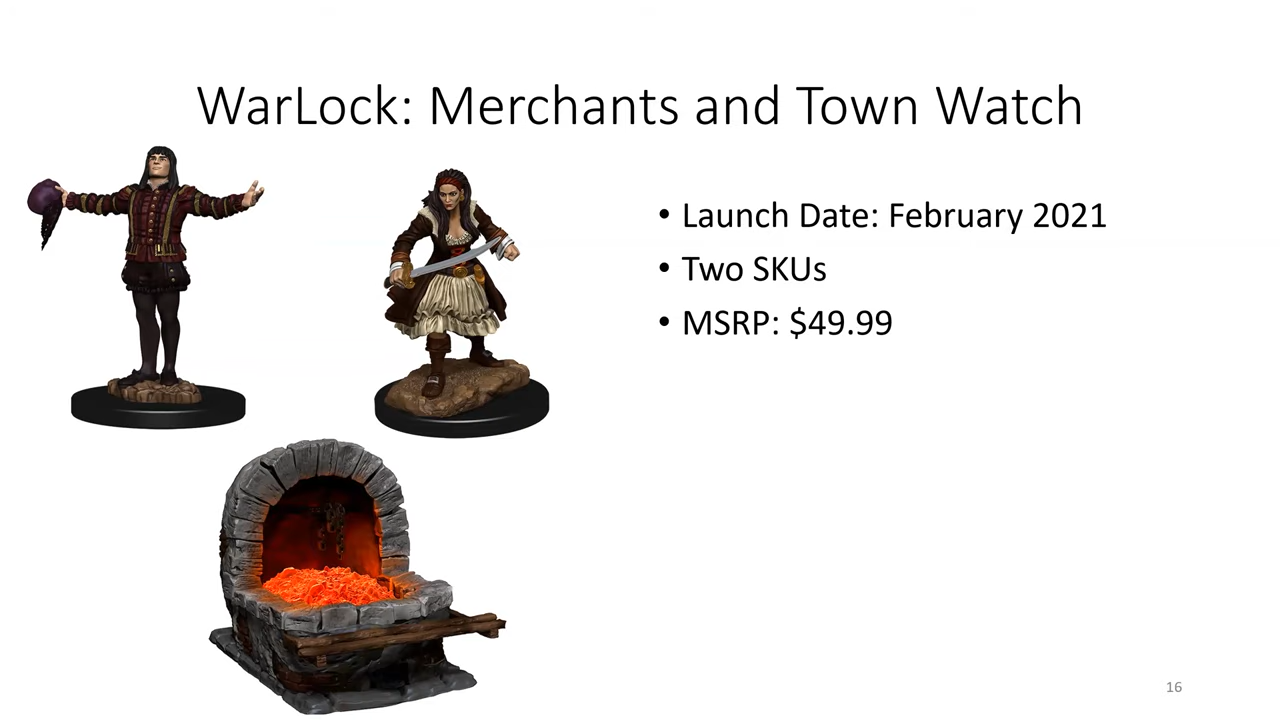 WarLock: Merchants and Town Watch
• Launch Date: February 2021
• Two SKUs
• MSRP: $49.99
16